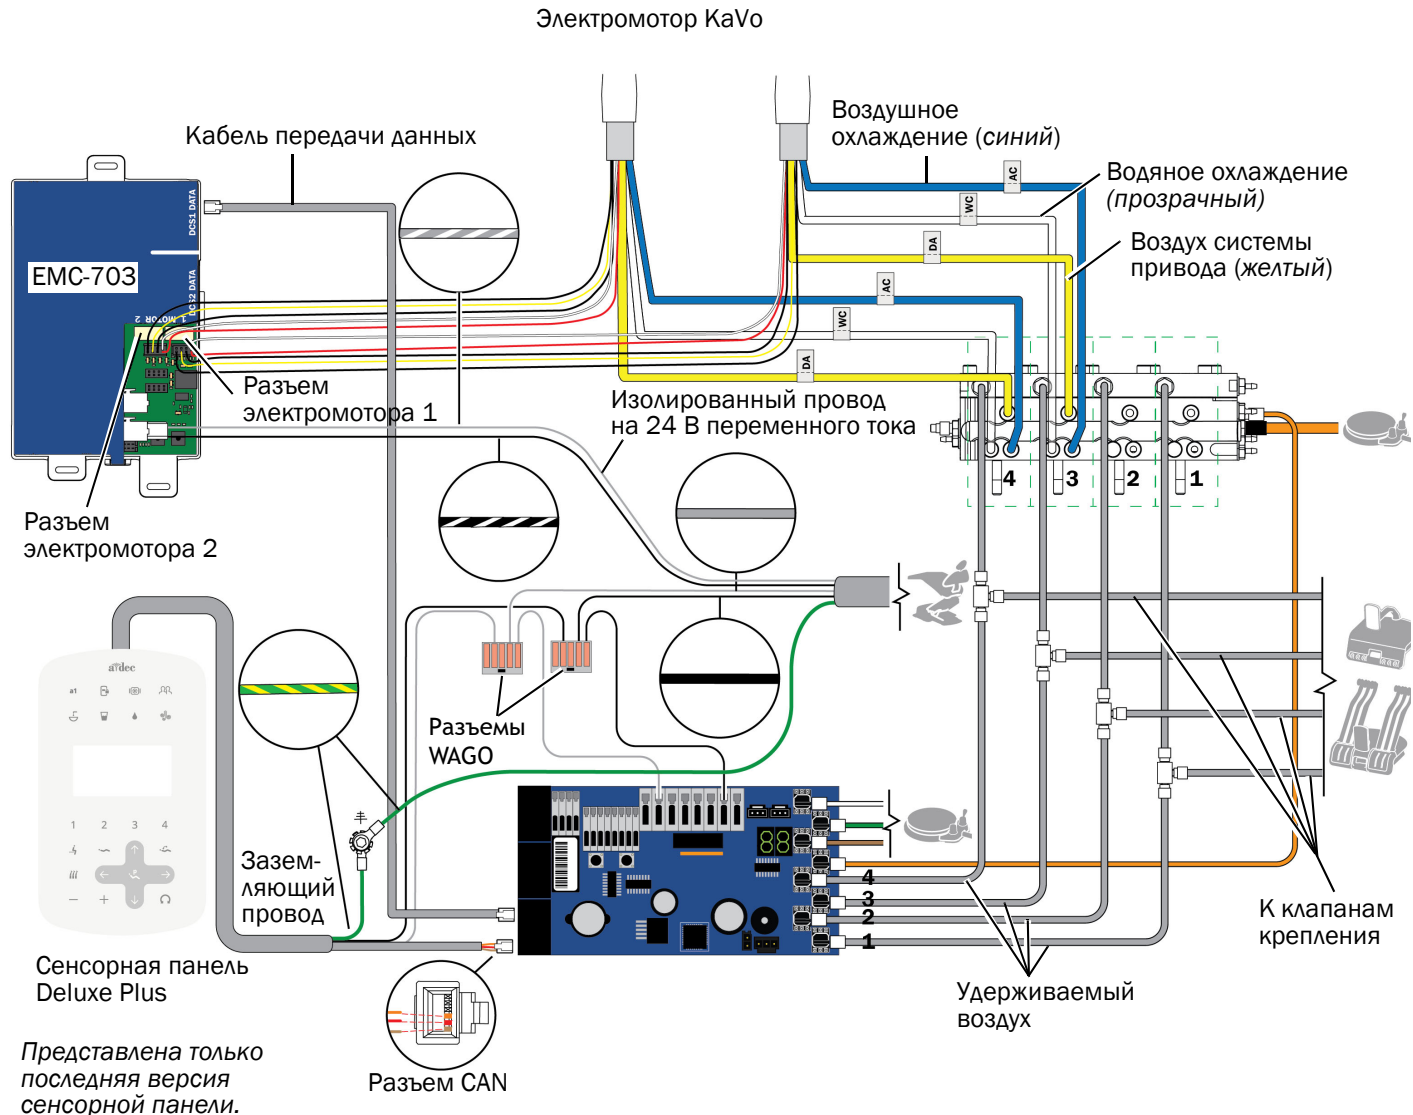 Электромотор KaVo
Воздушное
охлаждение (синий)
Кабель передачи данных
Водяное охлаждение
(прозрачный)
Воздух системы
привода (желтый)
AC
AC
WC
WC
DA
DA
AC
WC
DA
DCS1 DATA
DCS2 DATA
EMC-703
2 MOTOR 1
Разъем
электромотора 1
Изолированный провод
на 24 В переменного тока
4
3
2
1
Разъем
электромотора 2
a-dec
a1
Разъемы
WAGO
1 2 3 4
Зазем-
ляющий
провод
4
3
2
1
К клапанам
крепления
Сенсорная панель
Deluxe Plus
Удерживаемый
воздух
Представлена только
последняя версия
сенсорной панели.
Разъем CAN